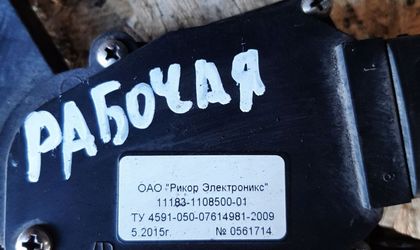 РАБОЧАЯ
ОАО "Рикор Электроникс"
11183-1108500-01
ТУ 4591-050-07614981-2009
5.2015г. № 0561714